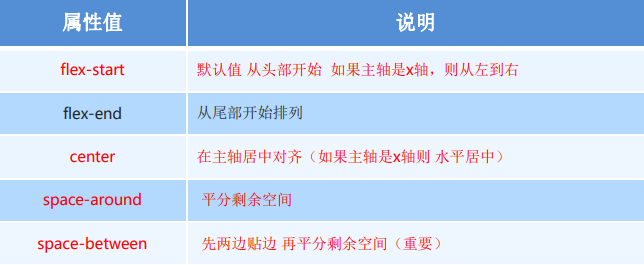 属性值 说明
flex-start 默认值 从头部开始 如果主轴是x轴，则从左到右
flex-end 从尾部开始排列
center 在主轴居中对齐（如果主轴是x轴则 水平居中）
space-around 平分剩余空间
space-between 先两边贴边 再平分剩余空间（重要）